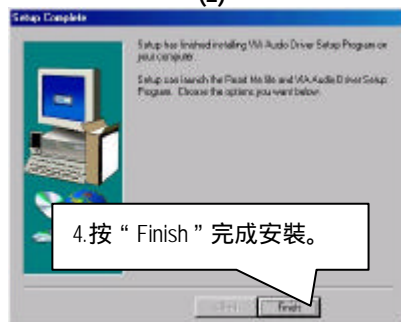 (2)
Setup Complete
Setup has finished installing VIA Audio Driver Setup Program on
your computer.
Setup can launch the Read Me file and VIA Audio Driver Setup
Program. Choose the options you want below.
4.按“Finish”完成安裝。
Finish